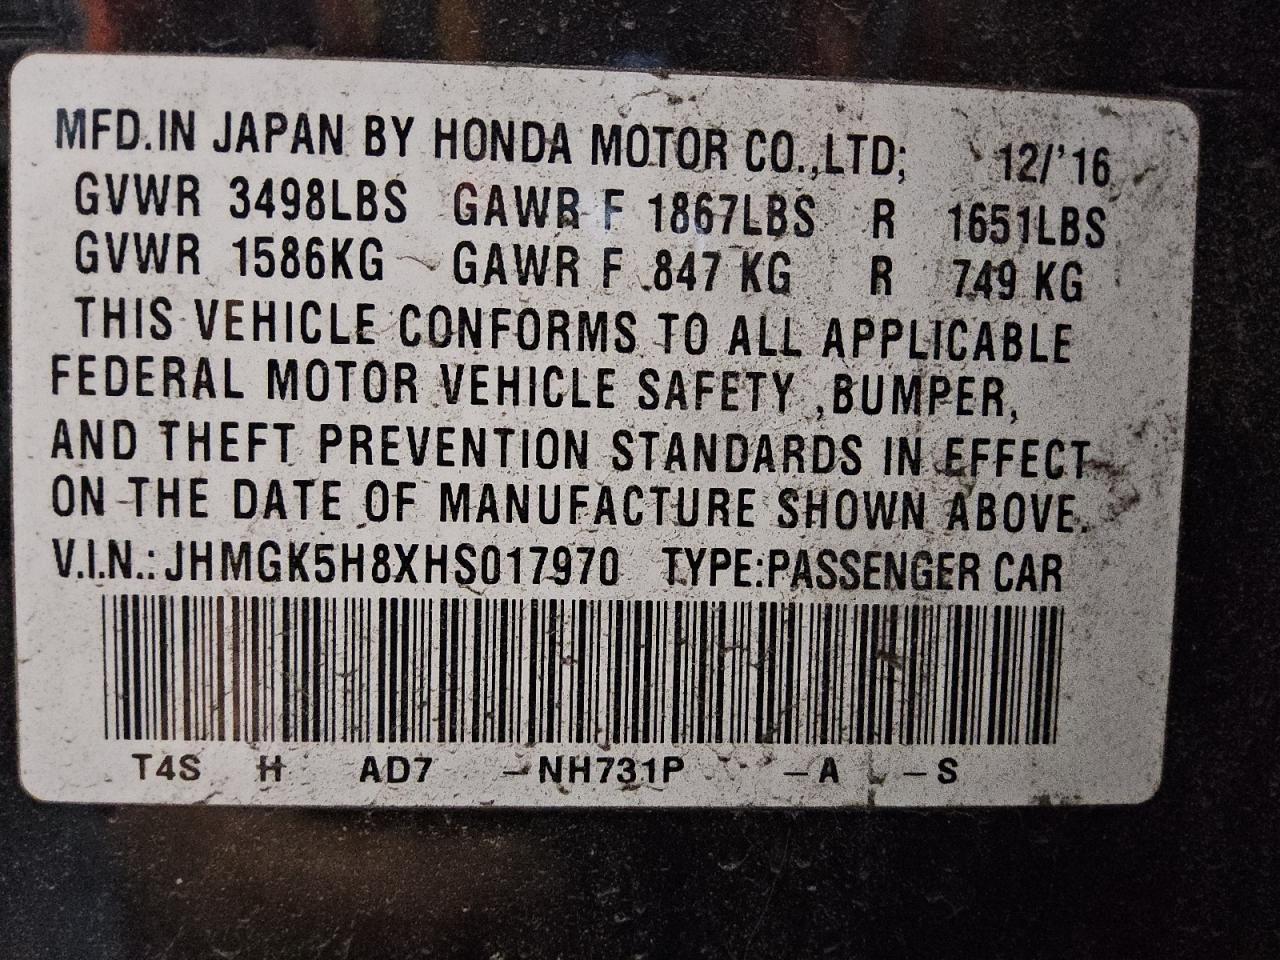 MFD.IN JAPAN BY HONDA MOTOR CO.,LTD; 12/'16
GVWR 3498LBS GAWR F 1867LBS R 1651LBS
GVWR 1586KG GAWR F 847 KG R 749 KG
THIS VEHICLE CONFORMS TO ALL APPLICABLE
FEDERAL MOTOR VEHICLE SAFETY ,BUMPER,
AND THEFT PREVENTION STANDARDS IN EFFECT
ON THE DATE OF MANUFACTURE SHOWN ABOVE.
V.I.N.: JHMGK5H8XHS017970 TYPE:PASSENGER CAR
T4S H AD7 -NH731P -A -S